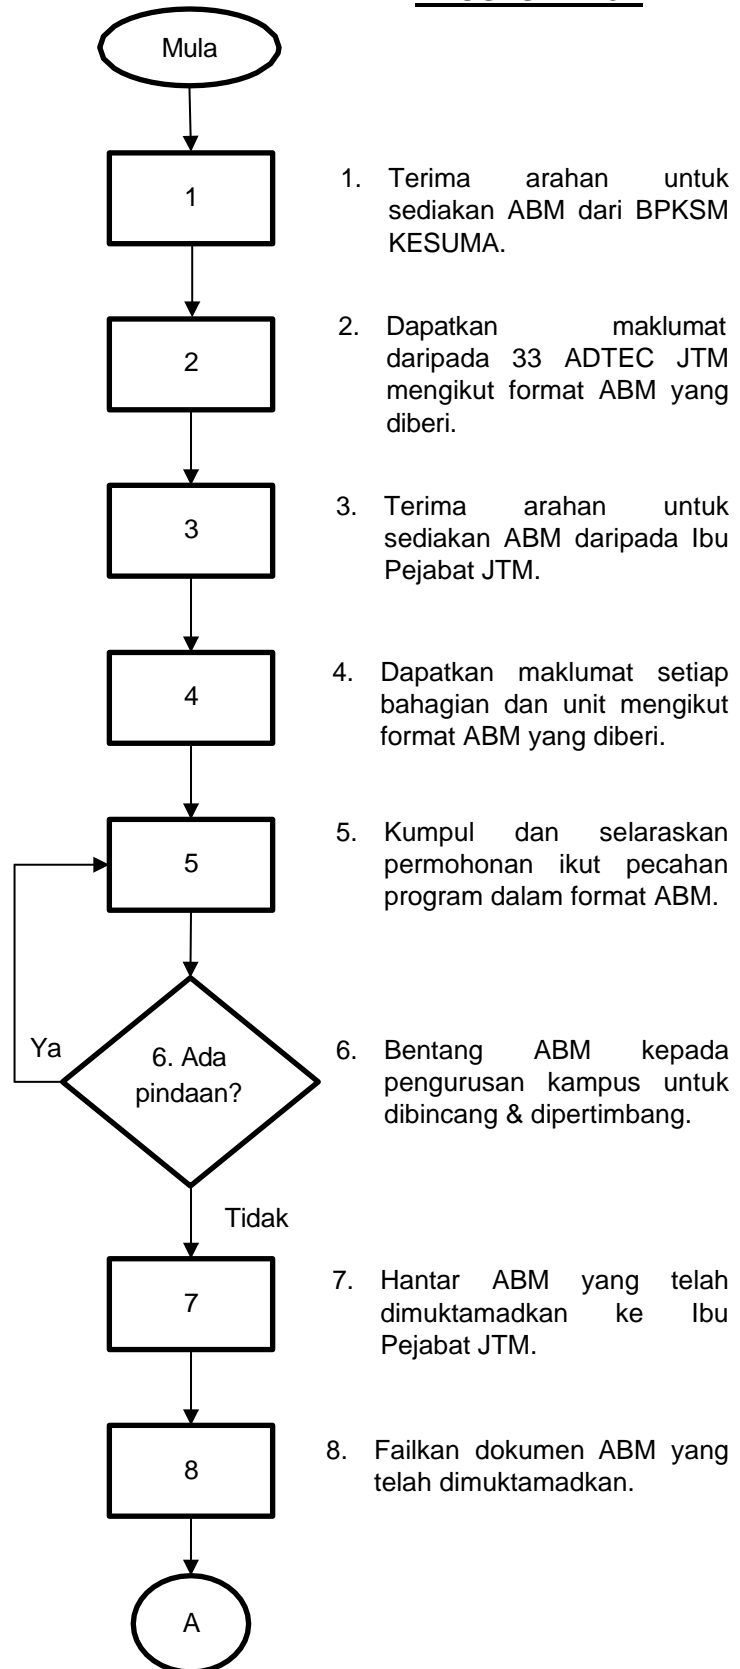 Mula
1
1. Terima arahan untuk
sediakan ABM dari BPKSM
KESUMA.
2
2. Dapatkan maklumat
daripada 33 ADTEC JTM
mengikut format ABM yang
diberi.
3
3. Terima arahan untuk
sediakan ABM daripada Ibu
Pejabat JTM.
4
4. Dapatkan maklumat setiap
bahagian dan unit mengikut
format ABM yang diberi.
5
5. Kumpul dan selaraskan
permohonan ikut pecahan
program dalam format ABM.
Ya
6. Ada
pindaan?
6. Bentang ABM kepada
pengurusan kampus untuk
dibincang & dipertimbang.
Tidak
7
7. Hantar ABM yang telah
dimuktamadkan ke Ibu
Pejabat JTM.
8
8. Failkan dokumen ABM yang
telah dimuktamadkan.
A